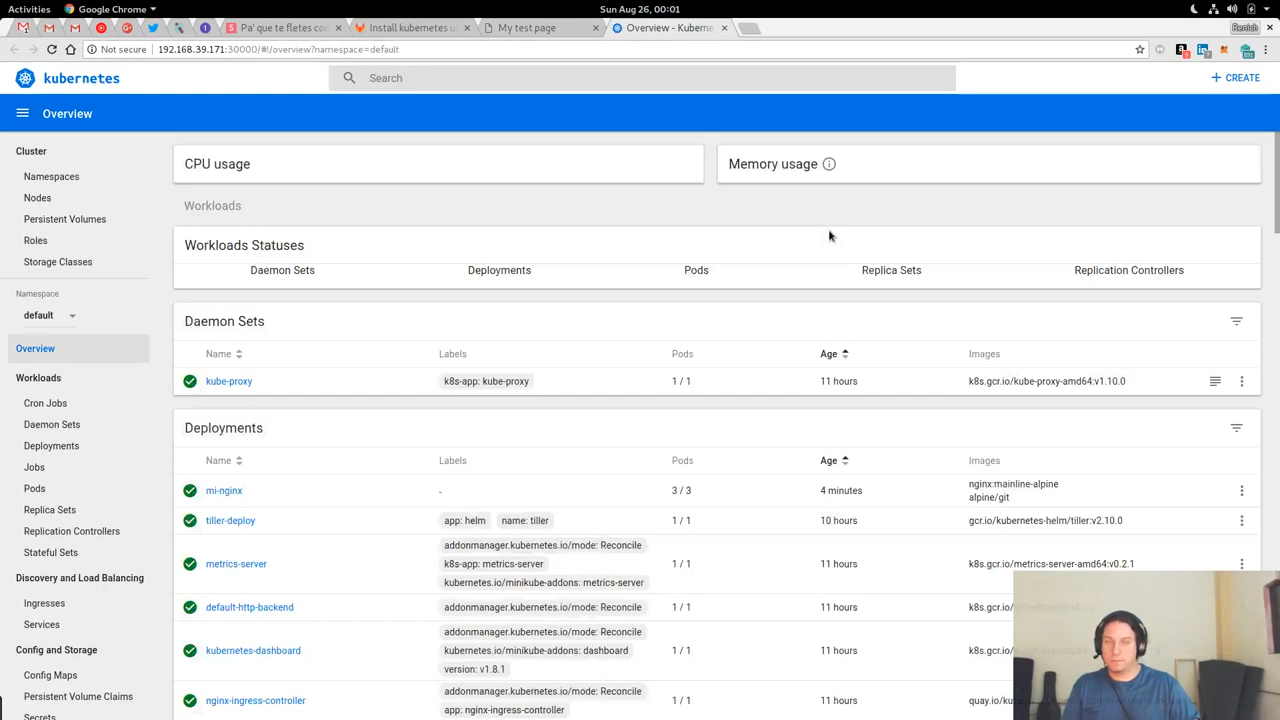 Activities
Google Chrome
Sun Aug 26, 00:01
Pa' que te fletes con
Install kubernetes u
My test page
Overview - Kuberne
Renich
Not secure
192.168.39.171:30000/#!/overview?namespace=default
kubernetes
Search
+ CREATE
Overview
Cluster
Namespaces
Nodes
Persistent Volumes
Roles
Storage Classes
Namespace
default
Overview
Workloads
Cron Jobs
Daemon Sets
Deployments
Jobs
Pods
Replica Sets
Replication Controllers
Stateful Sets
Discovery and Load Balancing
Ingresses
Services
Config and Storage
Config Maps
Persistent Volume Claims
Secrets
CPU usage
Memory usage
Workloads
Workloads Statuses
Daemon Sets Deployments Pods Replica Sets Replication Controllers
Daemon Sets
Name Labels Pods Age Images
kube-proxy k8s-app: kube-proxy 1 / 1 11 hours k8s.gcr.io/kube-proxy-amd64:v1.10.0
Deployments
Name Labels Pods Age Images
mi-nginx - 3 / 3 4 minutes nginx:mainline-alpine
alpine/git
tiller-deploy app: helm name: tiller 1 / 1 10 hours gcr.io/kubernetes-helm/tiller:v2.10.0
addonmanager.kubernetes.io/mode: Reconcile
metrics-server k8s-app: metrics-server 1 / 1 11 hours k8s.gcr.io/metrics-server-amd64:v0.2.1
kubernetes.io/minikube-addons: metrics-server
default-http-backend addonmanager.kubernetes.io/mode: Reconcile 1 / 1 11 hours k8s.gcr.io/
addonmanager.kubernetes.io/mode: Reconcile
kubernetes-dashboard kubernetes.io/minikube-addons: dashboard 1 / 1 11 hours k8s.gcr.io/
version: v1.8.1
addonmanager.kubernetes.io/mode: Reconcile
nginx-ingress-controller app: nginx-ingress-controller 1 / 1 11 hours quay.io/